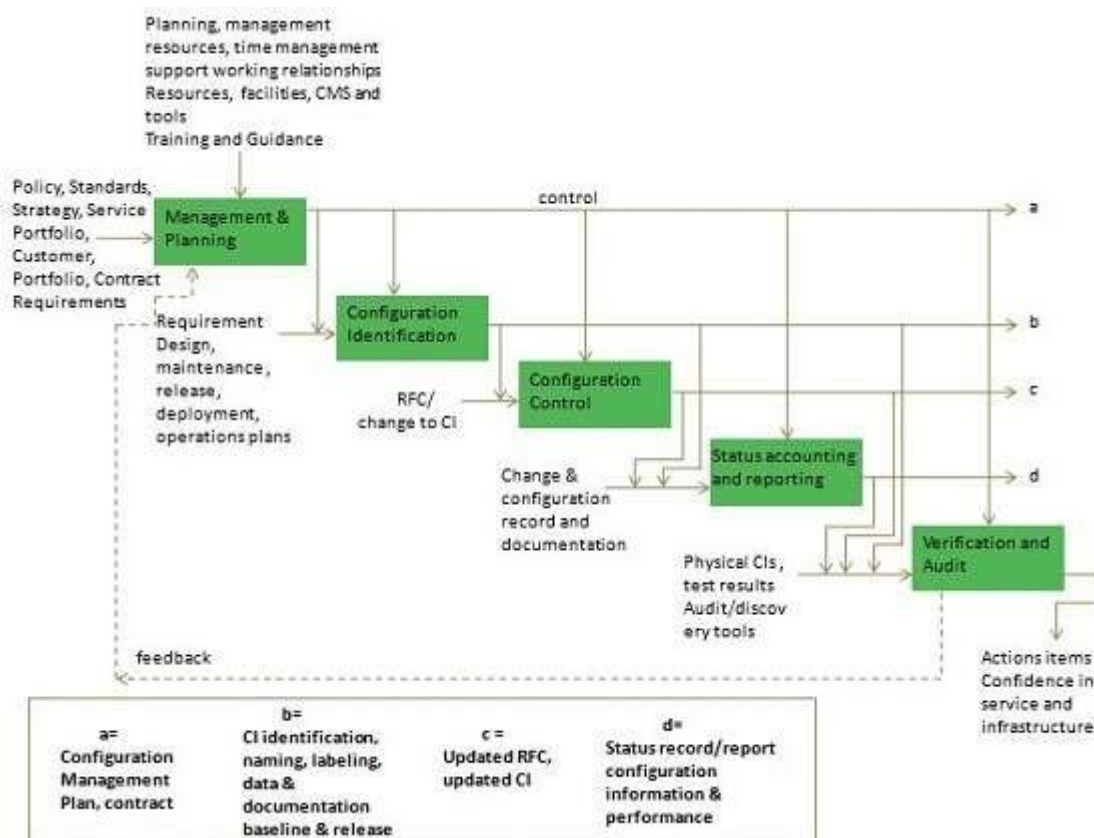 Planning, management
resources, time management
support working relationships
Resources, facilities, CMS and
tools
Training and Guidance
Policy, Standards,
Strategy, Service
Portfolio,
Customer,
Portfolio, Contract
Requirements
Management &
Planning
control
a
Requirement
Design,
maintenance,
release,
deployment,
operations plans
Configuration
Identification
b
RFC/
change to CI
Configuration
Control
c
Change &
configuration
record and
documentation
Status accounting
and reporting
d
Physical CIs,
test results
Audit/discov
ery tools
Verification and
Audit
feedback
Actions items
Confidence in
service and
infrastructure
a=
Configuration
Management
Plan, contract
b=
CI identification,
naming, labeling,
data &
documentation
baseline & release
c =
Updated RFC,
updated CI
d=
Status record/report
configuration
information &
performance